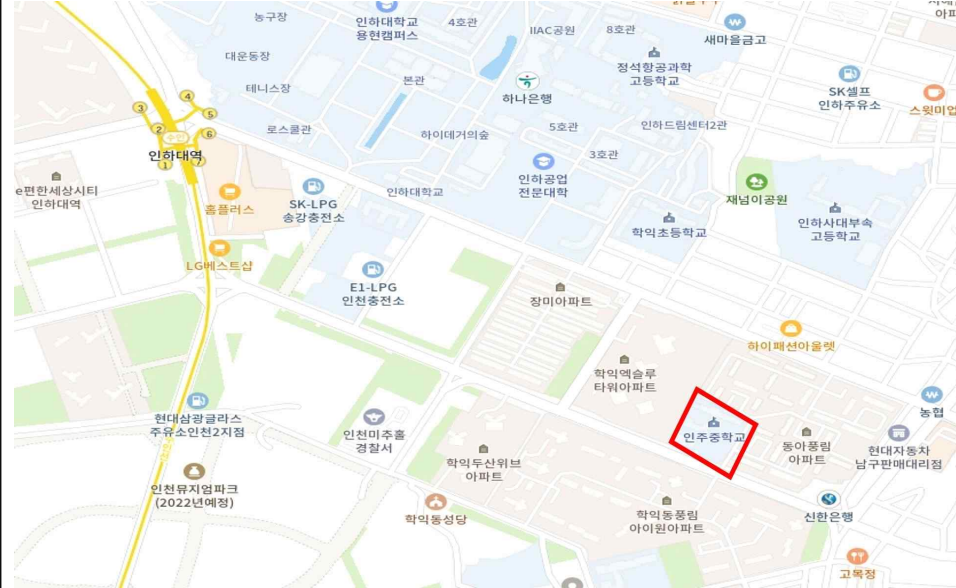 농구장
인하대학교
용현캠퍼스
4호관
IIAC공원
8호관
새마을금고
대운동장
정석항공과학
고등학교
테니스장
본관
하나은행
SK셀프
인하주유소
스윗미업
4
3
5
2
수인
6
1
7
인하대역
로스쿨관
하이데거의숲
5호관
인하드림센터2관
3호관
e편한세상시티
인하대역
홈플러스
SK-LPG
송강충전소
인하대학교
인하공업
전문대학
재넘이공원
학익초등학교
인하사대부속
고등학교
LG베스트샵
E1-LPG
인천충전소
장미아파트
하이패션아울렛
학익엑슬루
타워아파트
현대삼광글라스
주유소인천2지점
인천미추홀
경찰서
인주중학교
농협
동아풍림
아파트
현대자동차
남구판매대리점
학익두산위브
아파트
인천뮤지엄파크
(2022년예정)
학익동성당
학익동풍림
아이원아파트
신한은행
고목정